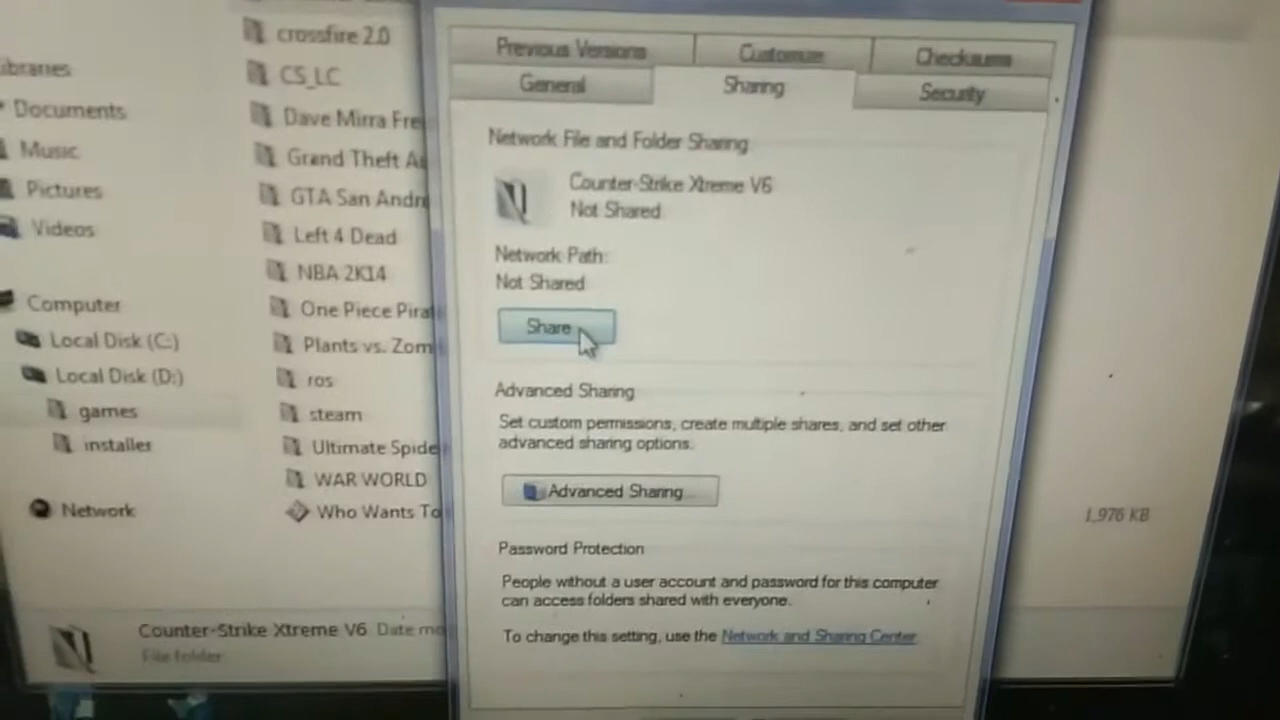 Libraries
Documents
Music
Pictures
Videos
Computer
Local Disk (C:)
Local Disk (D:)
games
installer
Network
crossfire 2.0
CS_LC
Dave Mirra Fre
Grand Theft A
GTA San Andr
Left 4 Dead
NBA 2K14
One Piece Pirat
Plants vs. Zom
ros
steam
Ultimate Spide
WAR WORLD
Who Wants To
1,976 KB
Previous Versions
Customize
Checksums
General
Sharing
Security
Network File and Folder Sharing
Counter-Strike Xtreme V6
Not Shared
Network Path:
Not Shared
Share...
Advanced Sharing
Set custom permissions, create multiple shares, and set other
advanced sharing options.
Advanced Sharing...
Password Protection
People without a user account and password for this computer
can access folders shared with everyone.
To change this setting, use the Network and Sharing Center.
Counter-Strike Xtreme V6 Date mo
File folder